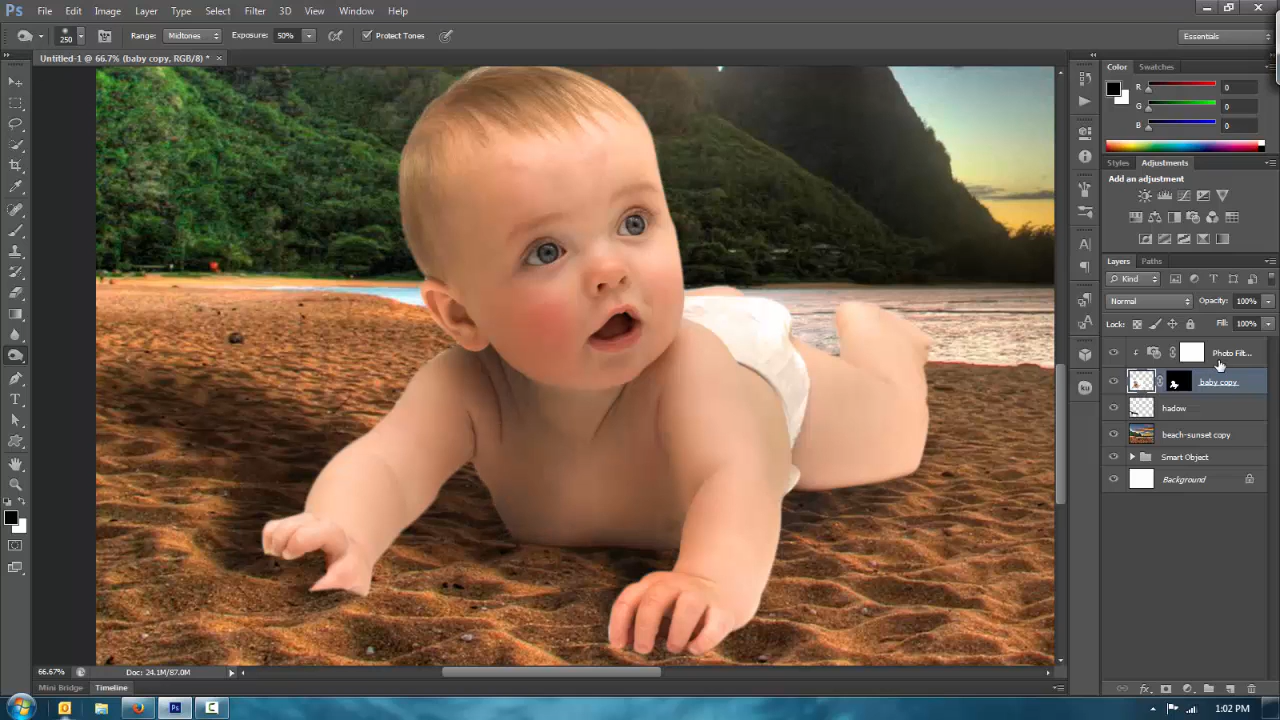 Ps File Edit Image Layer Type Select Filter 3D View Window Help
250 Range: Midtones Exposure: 50% Protect Tones Essentials
Untitled-1 @ 66.7% (baby copy, RGB/8) * ×
Color Swatches
R 0
G 0
B 0
Styles Adjustments
Add an adjustment
Layers Paths
Kind
Normal Opacity: 100%
Lock: Fill: 100%
Photo Filt...
baby copy
hadow
beach-sunset copy
Smart Object
Background
ku
66.67% Doc: 24.1M/87.0M
Mini Bridge Timeline
Ps 1:02 PM